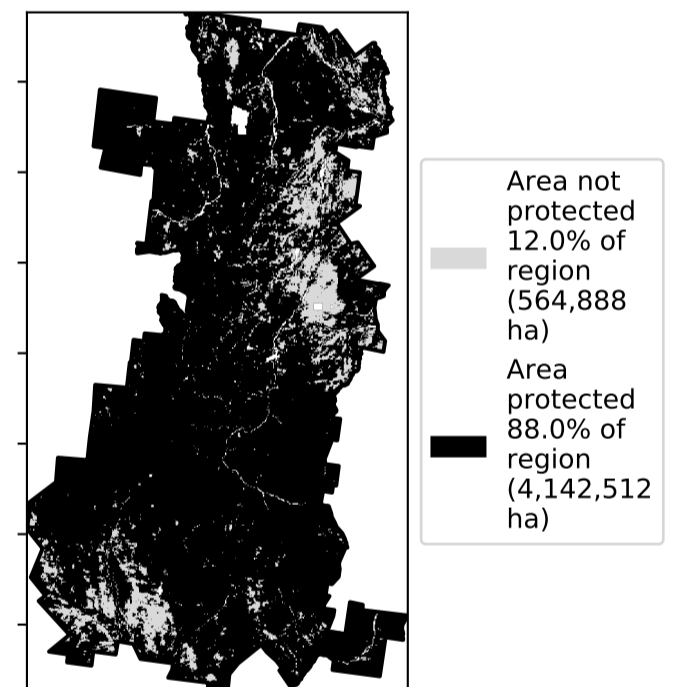 Area not
protected
12.0% of
region
(564,888
ha)
Area
protected
88.0% of
region
(4,142,512
ha)